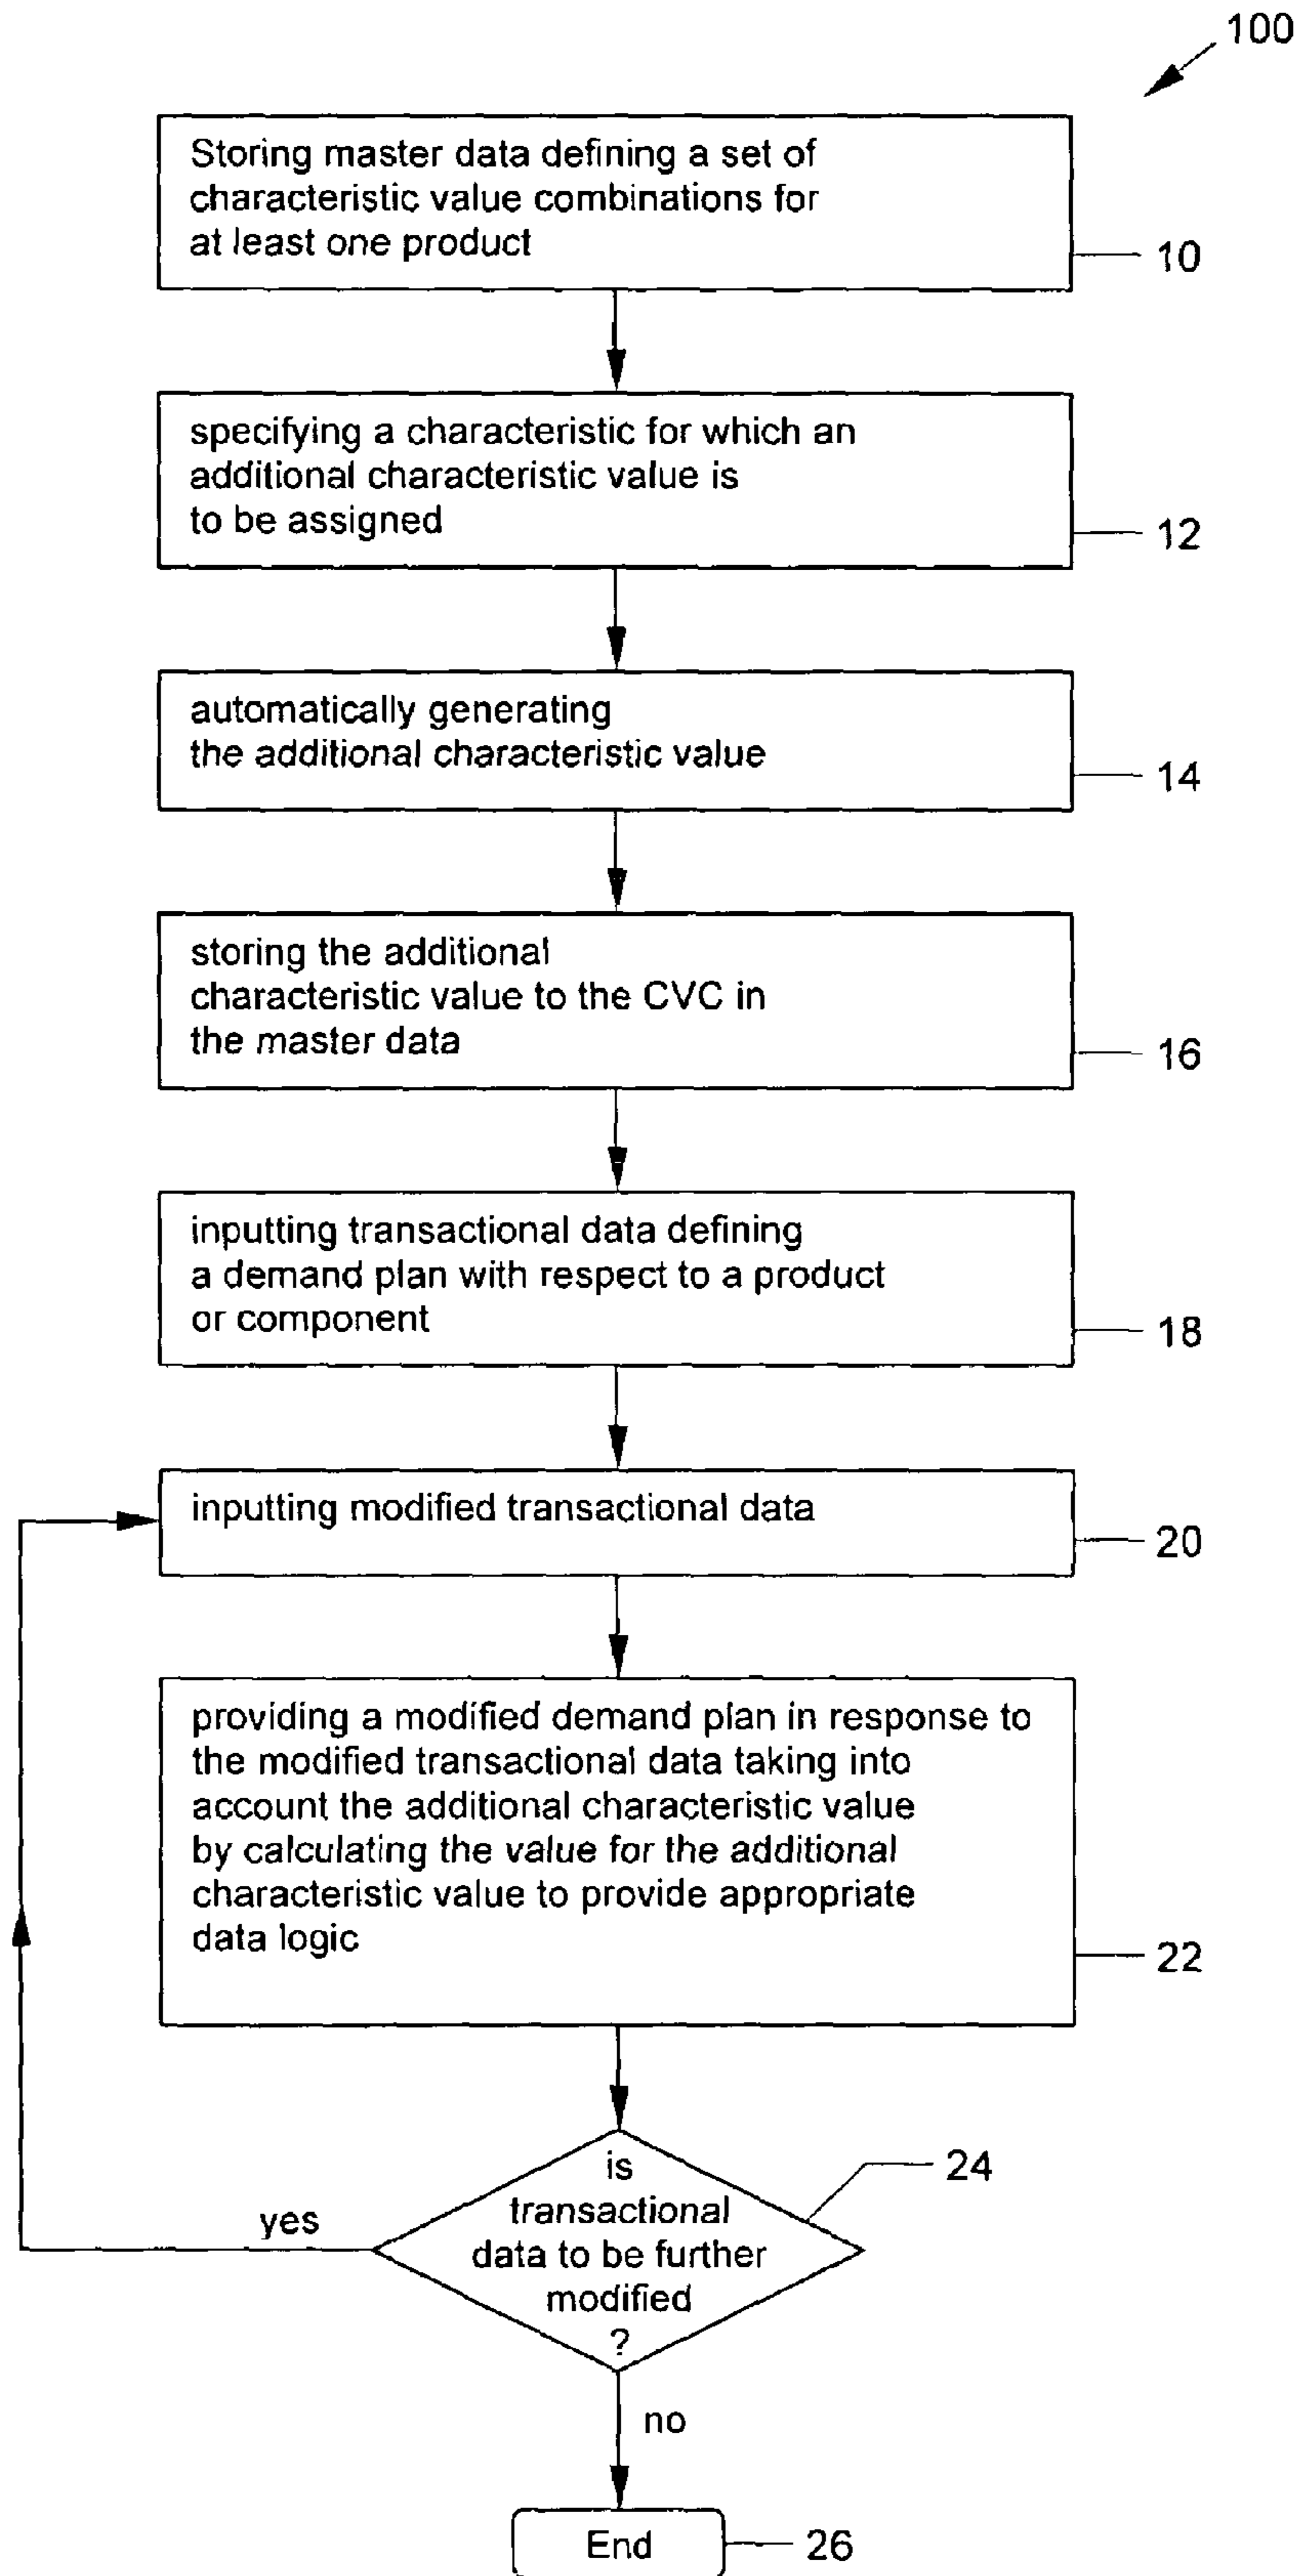 100
Storing master data defining a set of
characteristic value combinations for
at least one product
10
specifying a characteristic for which an
additional characteristic value is
to be assigned
12
automatically generating
the additional characteristic value
14
storing the additional
characteristic value to the CVC in
the master data
16
inputting transactional data defining
a demand plan with respect to a product
or component
18
inputting modified transactional data
20
providing a modified demand plan in response to
the modified transactional data taking into
account the additional characteristic value
by calculating the value for the additional
characteristic value to provide appropriate
data logic
22
is
transactional
data to be further
modified
?
24
yes
no
End
26